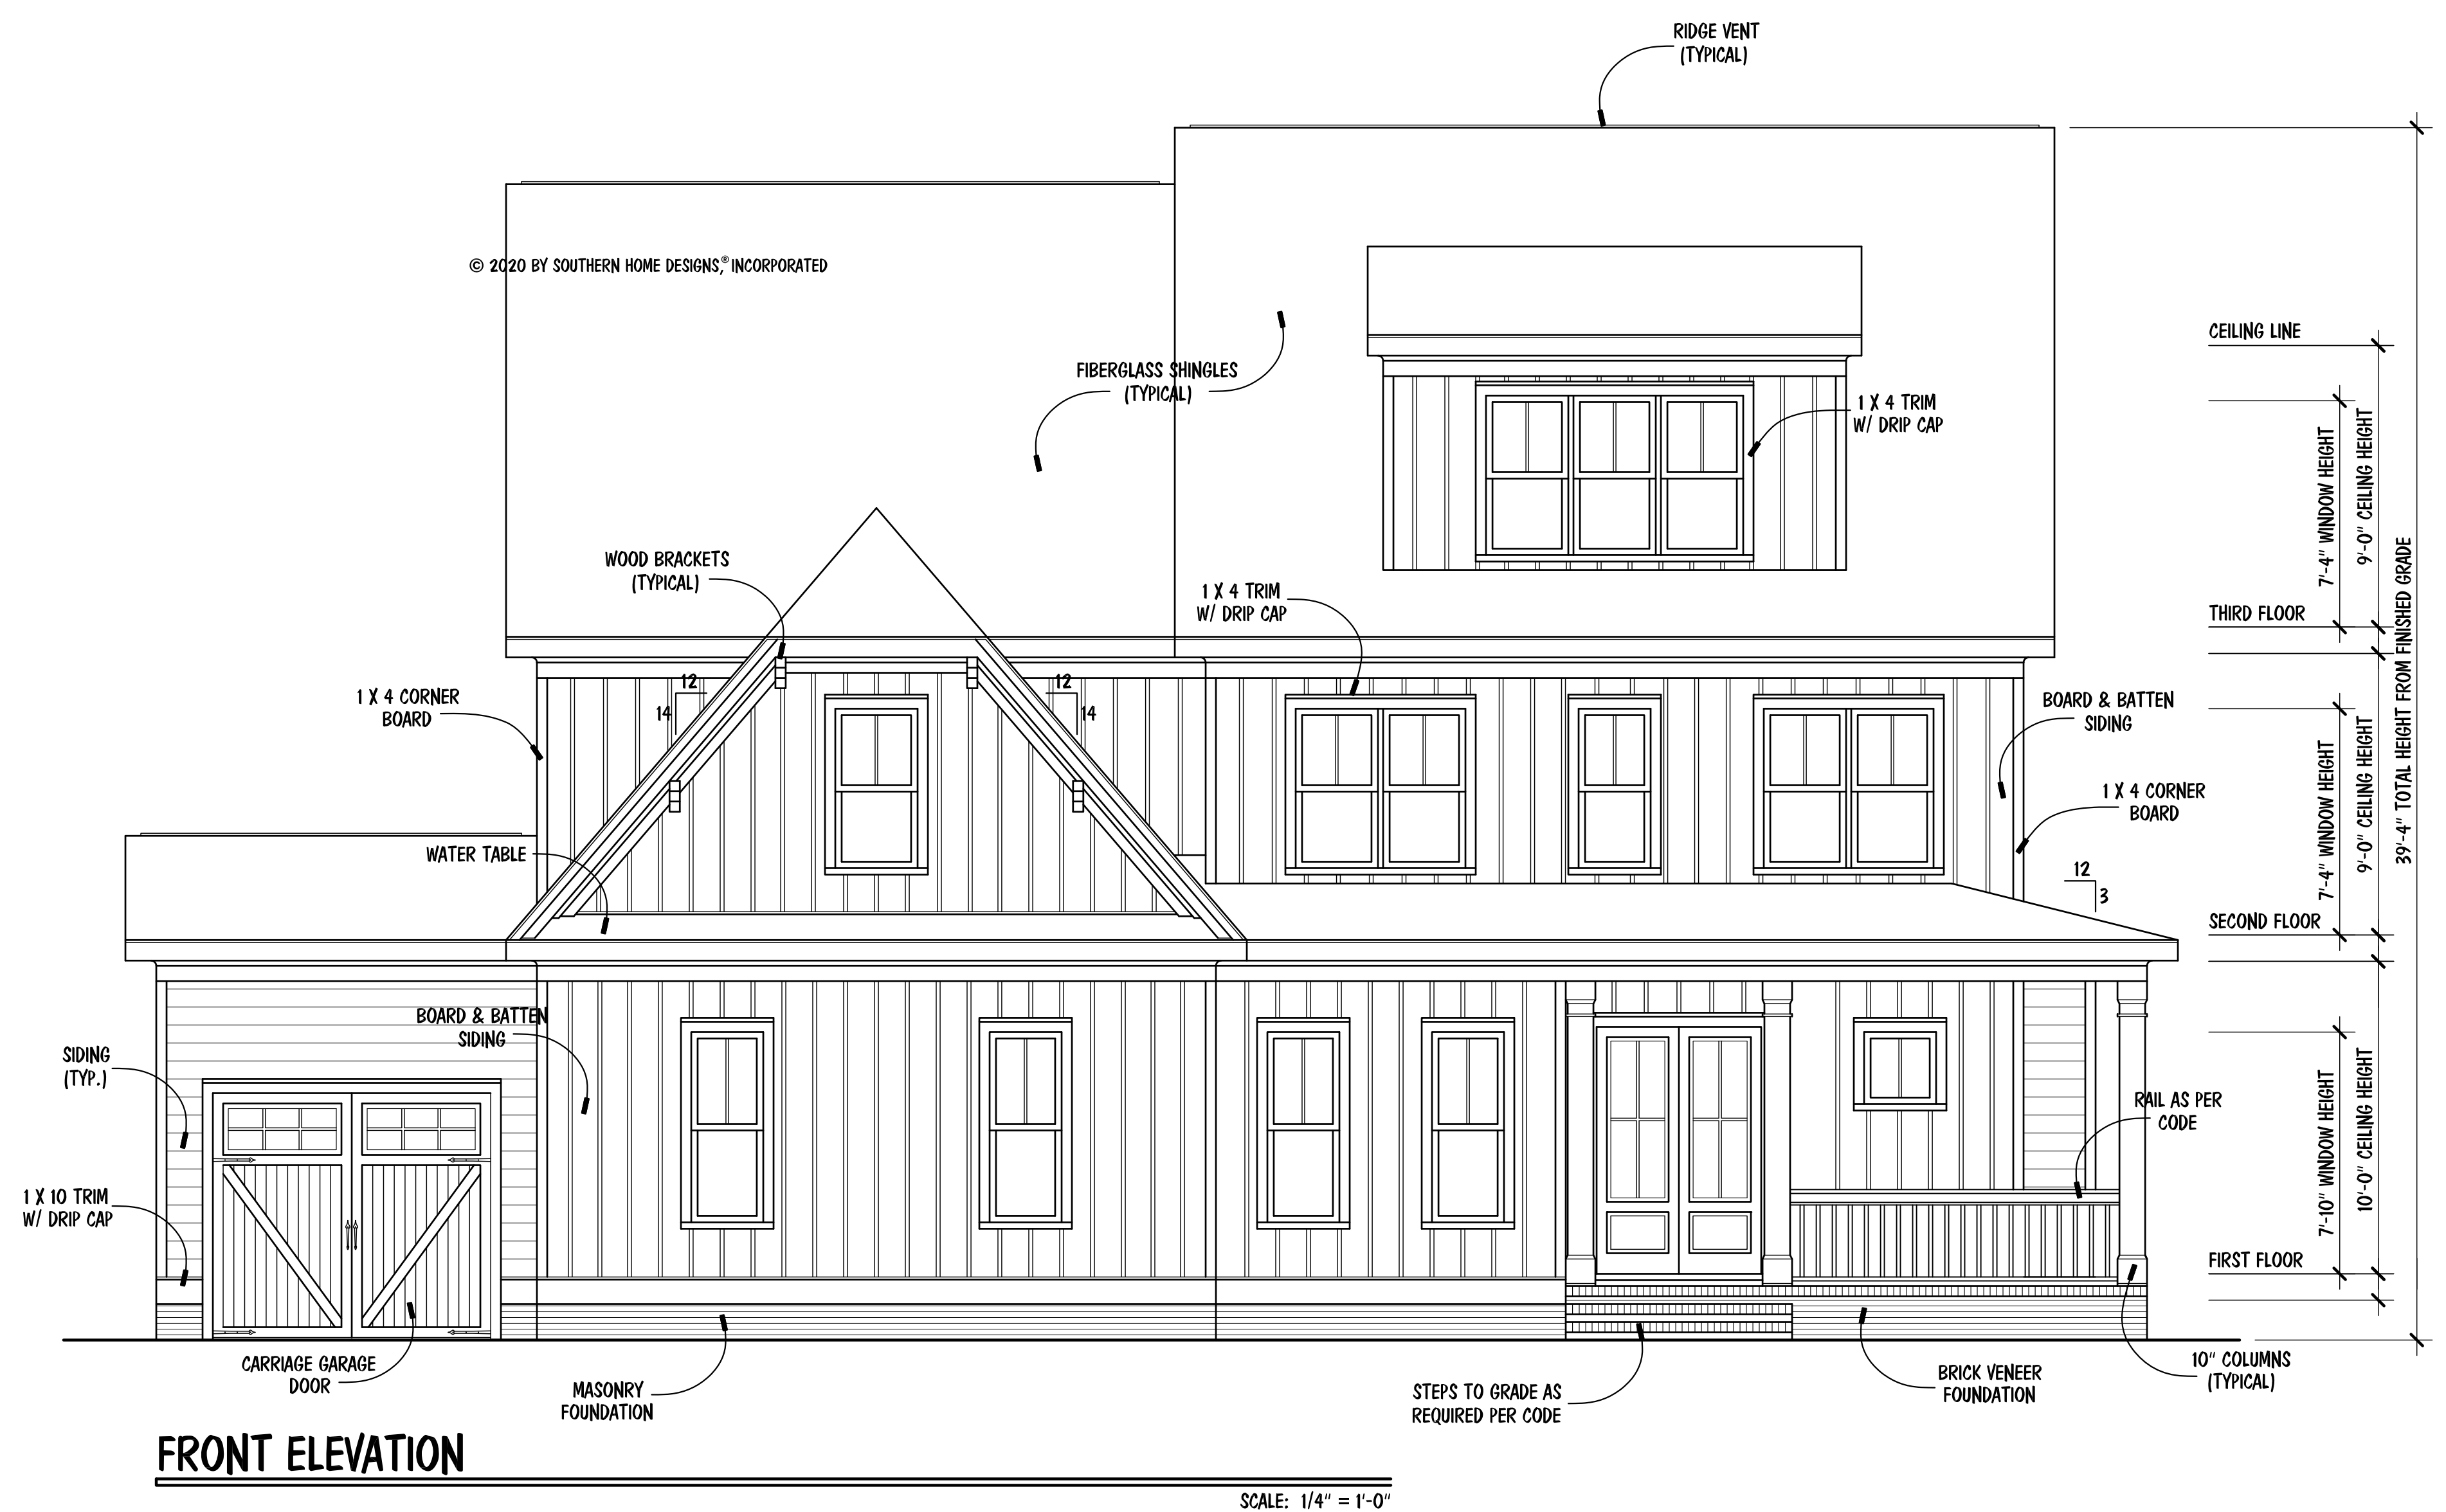 RIDGE VENT
(TYPICAL)
© 2020 BY SOUTHERN HOME DESIGNS,® INCORPORATED
CEILING LINE
FIBERGLASS SHINGLES
(TYPICAL)
1 X 4 TRIM
W/ DRIP CAP
7'-4" WINDOW HEIGHT
9'-0" CEILING HEIGHT
39'-4" TOTAL HEIGHT FROM FINISHED GRADE
WOOD BRACKETS
(TYPICAL)
1 X 4 TRIM
W/ DRIP CAP
THIRD FLOOR
12
14
12
14
1 X 4 CORNER
BOARD
BOARD & BATTEN
SIDING
7'-4" WINDOW HEIGHT
9'-0" CEILING HEIGHT
1 X 4 CORNER
BOARD
WATER TABLE
12
3
SECOND FLOOR
BOARD & BATTEN
SIDING
SIDING
(TYP.)
RAIL AS PER
CODE
7'-10" WINDOW HEIGHT
10'-0" CEILING HEIGHT
1 X 10 TRIM
W/ DRIP CAP
FIRST FLOOR
CARRIAGE GARAGE
DOOR
MASONRY
FOUNDATION
STEPS TO GRADE AS
REQUIRED PER CODE
BRICK VENEER
FOUNDATION
10" COLUMNS
(TYPICAL)
FRONT ELEVATION
SCALE: 1/4" = 1'-0"